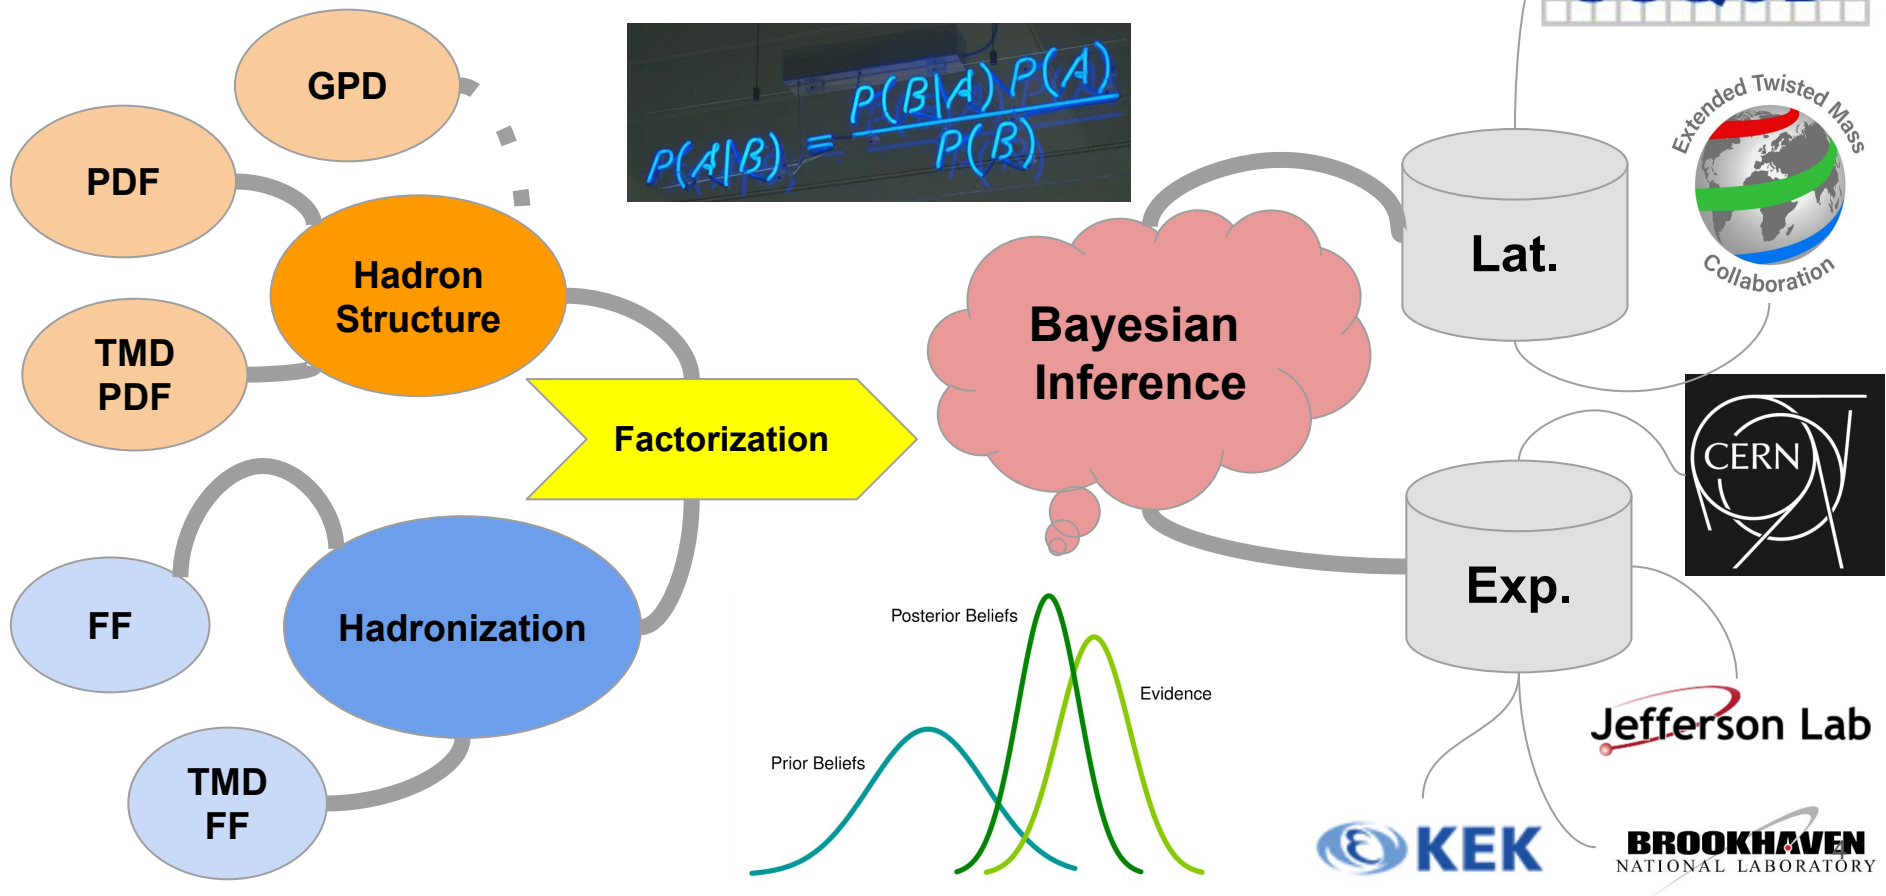 GPD
PDF
Hadron
Structure
TMD
PDF
Factorization
FF
Hadronization
TMD
FF
P(A|B) = P(B|A) P(A)
P(B)
Bayesian
Inference
Posterior Beliefs
Evidence
Prior Beliefs
Lat.
Extended Twisted Mass
Collaboration
CERN
Exp.
Jefferson Lab
KEK
BROOKHAVEN
NATIONAL LABORATORY
4